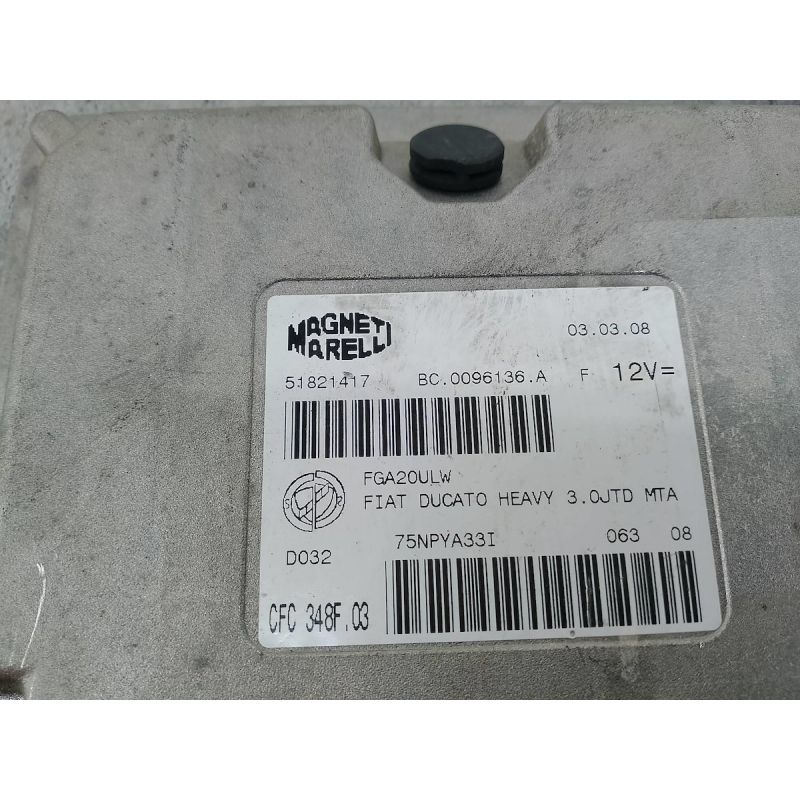 MAGNETI
MARELLI
03.03.08
51821417 BC.0096136.A F 12V=
FGA20ULW
FIAT DUCATO HEAVY 3.0JTD MTA
D032 75NPYA33I 063 08
CFC 348F.03